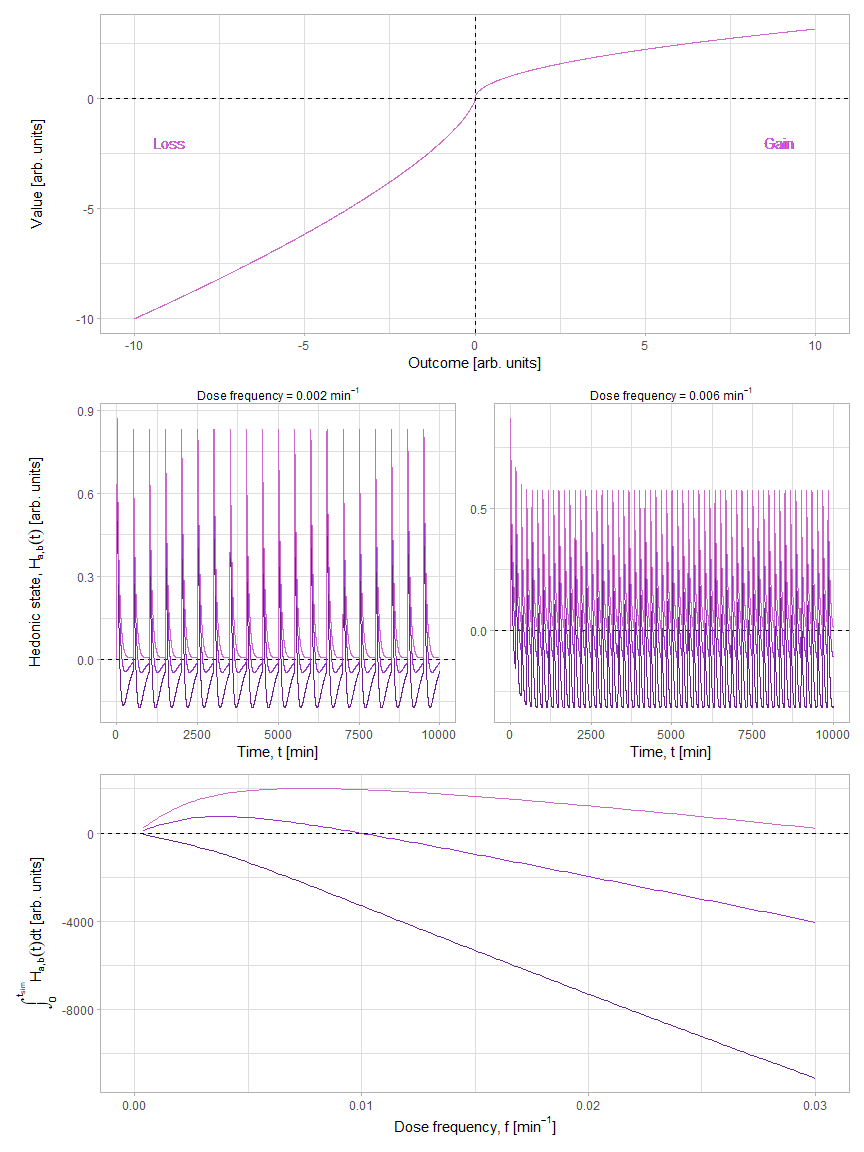 0
-5
-10
Value [arb. units]
Loss
Gain
-10 -5 0 5 10
Outcome [arb. units]
Dose frequency = 0.002 min⁻¹
Dose frequency = 0.006 min⁻¹
0.9
0.6
0.3
0.0
Hedonic state, Hₐ,b(t) [arb. units]
0 2500 5000 7500 10000
Time, t [min]
0.5
0.0
0 2500 5000 7500 10000
Time, t [min]
0
-4000
-8000
∫₀^tsim Hₐ,b(t)dt [arb. units]
0.00 0.01 0.02 0.03
Dose frequency, f [min⁻¹]